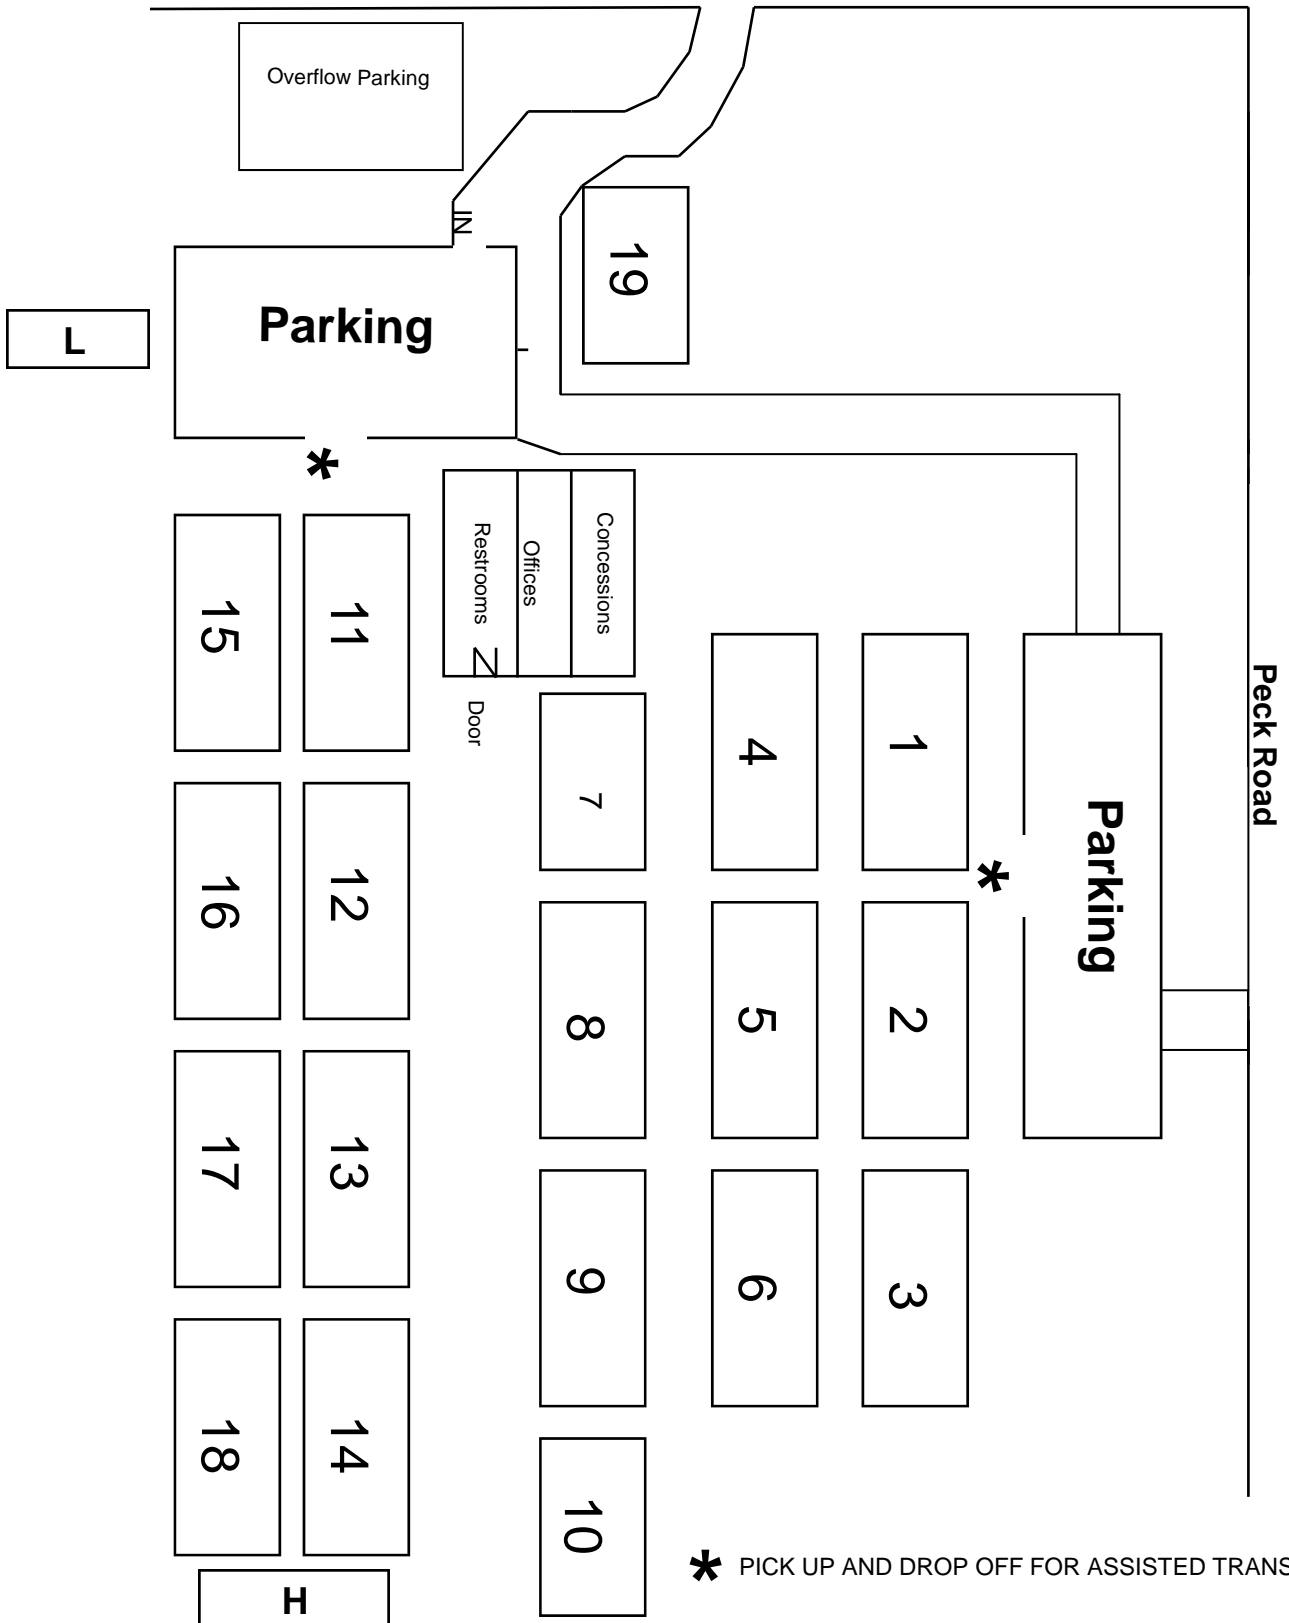 Overflow Parking
IN
19
Parking
L
*
Restrooms
Offices
Concessions
Door
15
11
7
4
1
Parking
Peck Road
*
16
12
8
5
2
17
13
9
6
3
18
14
10
H
* PICK UP AND DROP OFF FOR ASSISTED TRANS